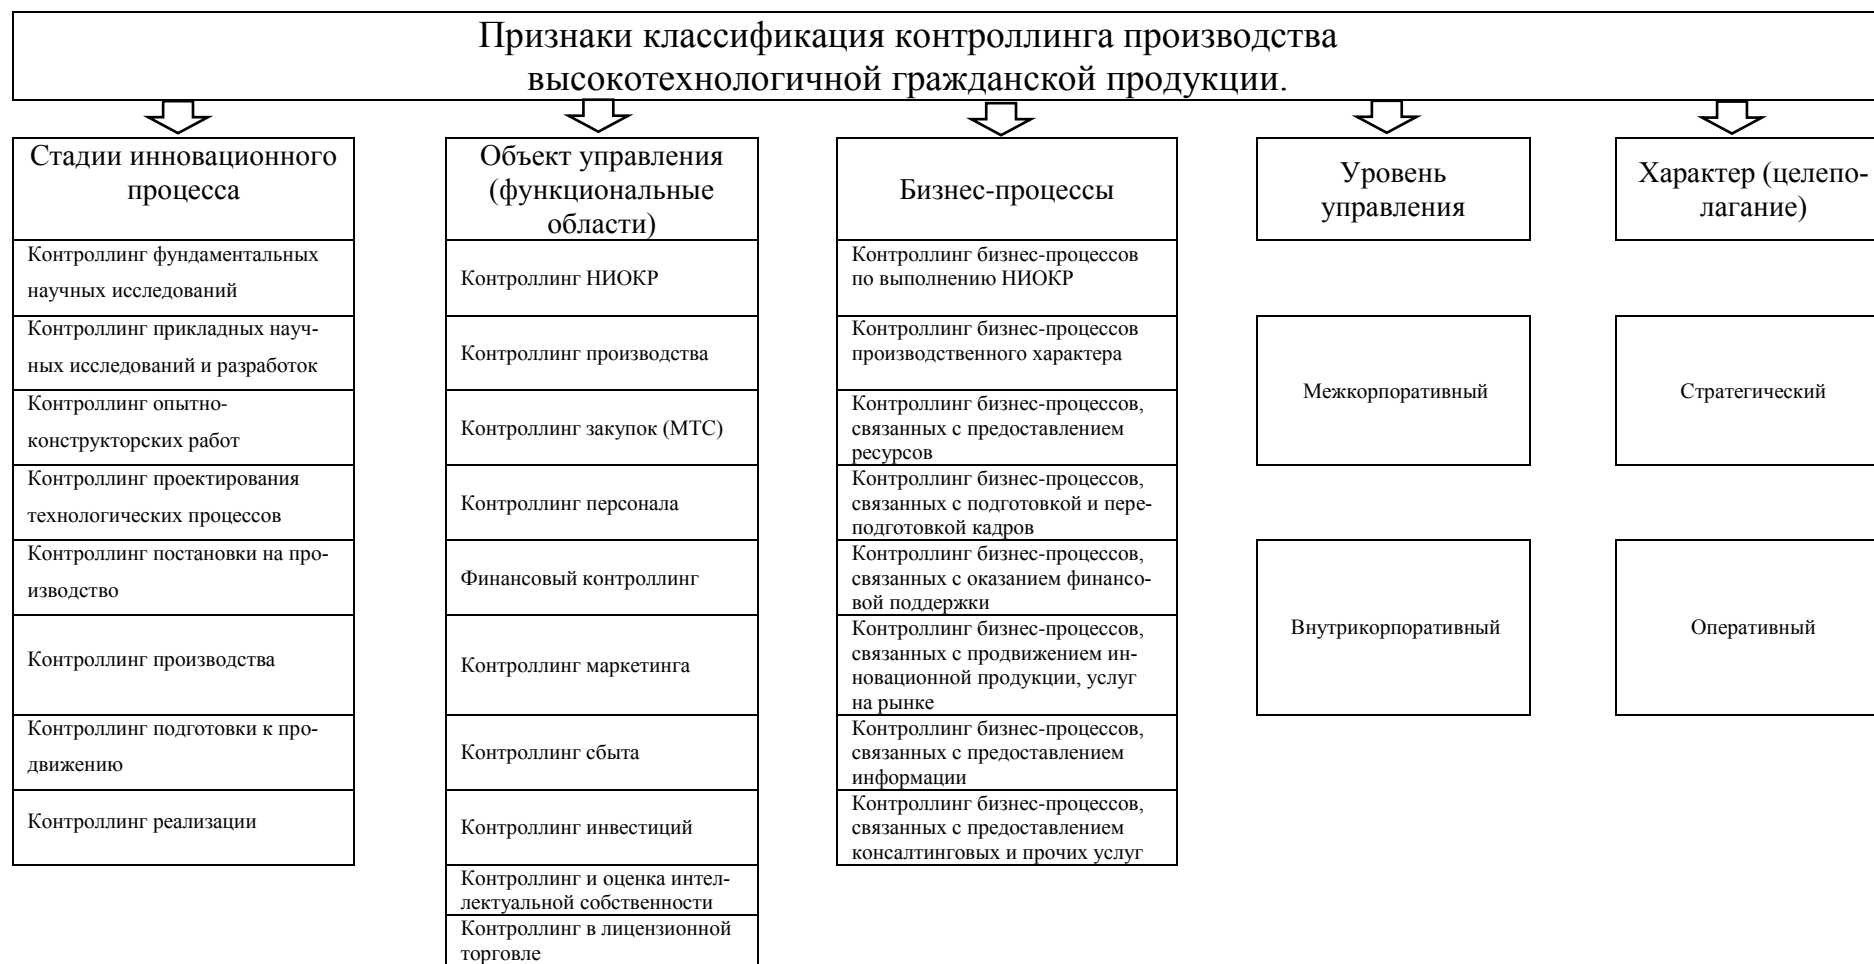 Признаки классификация контроллинга производства
высокотехнологичной гражданской продукции.
Стадии инновационного
процесса
Контроллинг фундаментальных
научных исследований
Контроллинг прикладных науч-
ных исследований и разработок
Контроллинг опытно-
конструкторских работ
Контроллинг проектирования
технологических процессов
Контроллинг постановки на про-
изводство
Контроллинг производства
Контроллинг подготовки к про-
движению
Контроллинг реализации
Объект управления
(функциональные
области)
Контроллинг НИОКР
Контроллинг производства
Контроллинг закупок (МТС)
Контроллинг персонала
Финансовый контроллинг
Контроллинг маркетинга
Контроллинг сбыта
Контроллинг инвестиций
Контроллинг и оценка интел-
лектуальной собственности
Контроллинг в лицензионной
торговле
Бизнес-процессы
Контроллинг бизнес-процессов
по выполнению НИОКР
Контроллинг бизнес-процессов
производственного характера
Контроллинг бизнес-процессов,
связанных с предоставлением
ресурсов
Контроллинг бизнес-процессов,
связанных с подготовкой и пере-
подготовкой кадров
Контроллинг бизнес-процессов,
связанных с оказанием финансо-
вой поддержки
Контроллинг бизнес-процессов,
связанных с продвижением ин-
новационной продукции, услуг
на рынке
Контроллинг бизнес-процессов,
связанных с предоставлением
информации
Контроллинг бизнес-процессов,
связанных с предоставлением
консалтинговых и прочих услуг
Уровень
управления
Межкорпоративный
Внутрикорпоративный
Характер (целепо-
лагание)
Стратегический
Оперативный